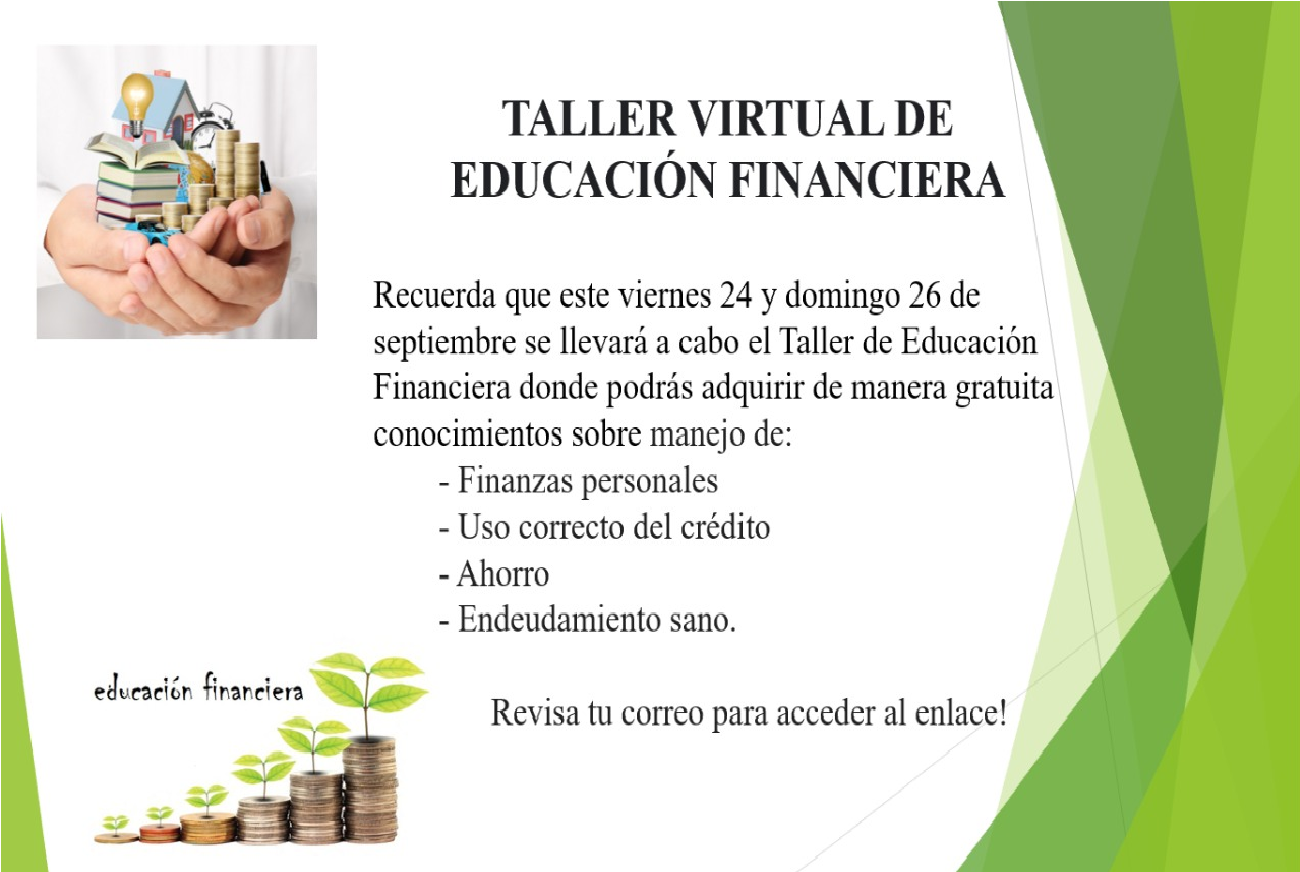 TALLER VIRTUAL DE
EDUCACIÓN FINANCIERA
Recuerda que este viernes 24 y domingo 26 de
septiembre se llevará a cabo el Taller de Educación
Financiera donde podrás adquirir de manera gratuita
conocimientos sobre manejo de:
- Finanzas personales
- Uso correcto del crédito
- Ahorro
- Endeudamiento sano.
educación financiera
Revisa tu correo para acceder al enlace!